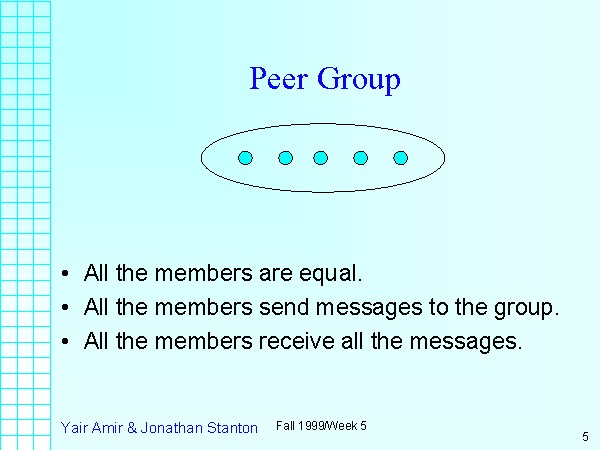 Peer Group
• All the members are equal.
• All the members send messages to the group.
• All the members receive all the messages.
Yair Amir & Jonathan Stanton Fall 1999/Week 5
5